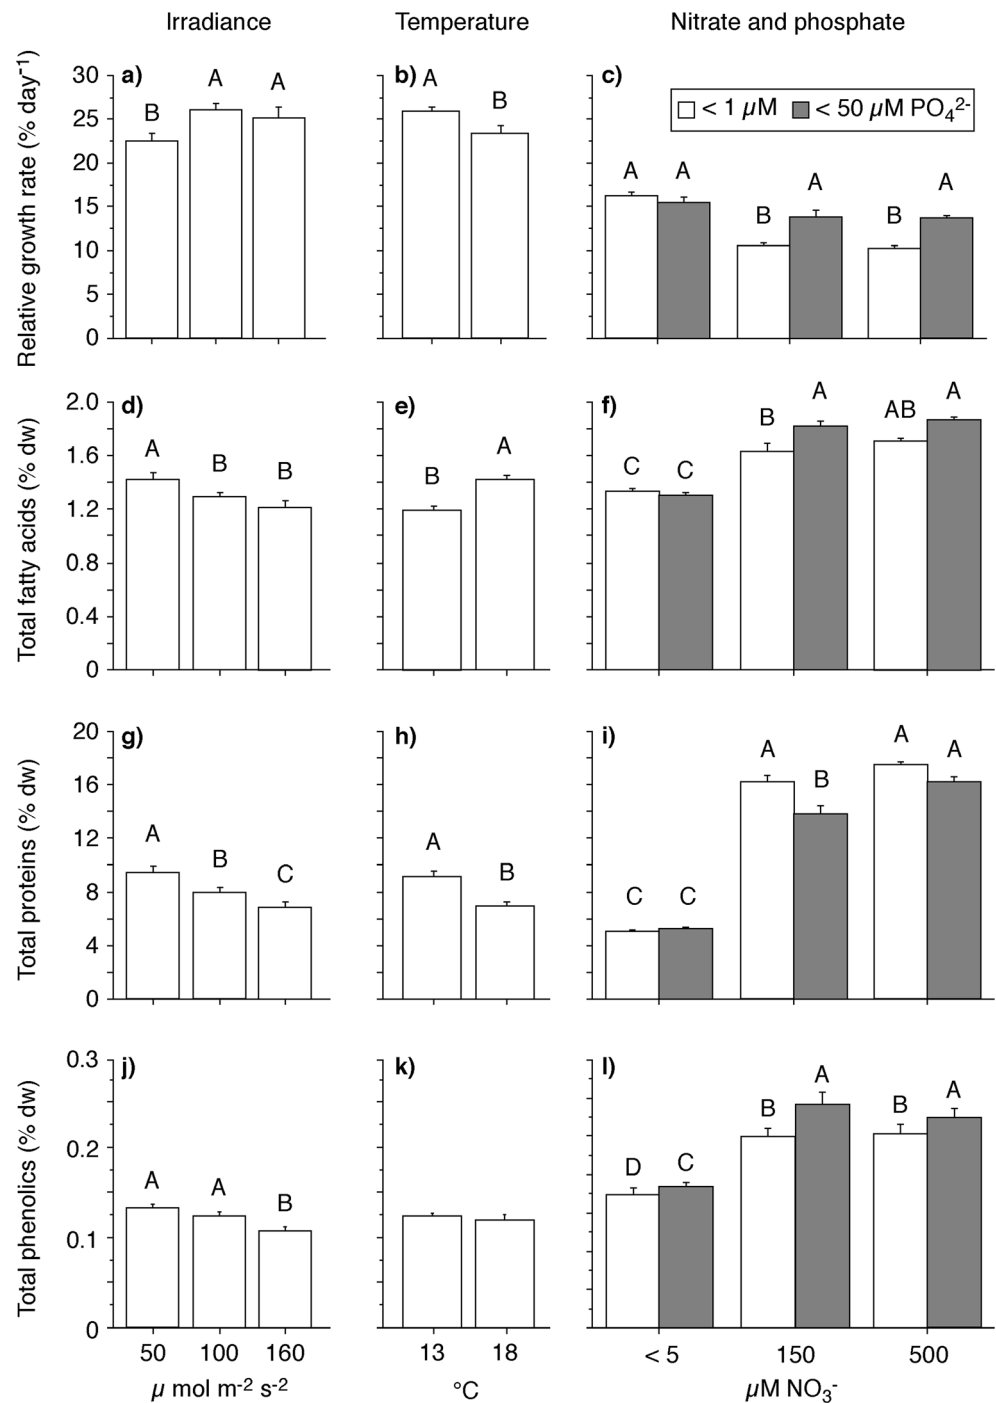 Irradiance Temperature Nitrate and phosphate
Relative growth rate (% day⁻¹)
30
25
20
15
10
5
0
a)
B A A
b)
A B
c)
< 1 µM < 50 µM PO₄²⁻
A A B A B A
Total fatty acids (% dw)
2.0
1.6
1.2
0.8
0.4
0
d)
A B B
e)
B A
f)
C C B A AB A
Total proteins (% dw)
20
16
12
8
4
0
g)
A B C
h)
A B
i)
C C A B A A
Total phenolics (% dw)
0.3
0.2
0.1
0
j)
A A B
k)
l)
D C B A B A
50 100 160 13 18 < 5 150 500
µ mol m⁻² s⁻² °C µM NO₃⁻